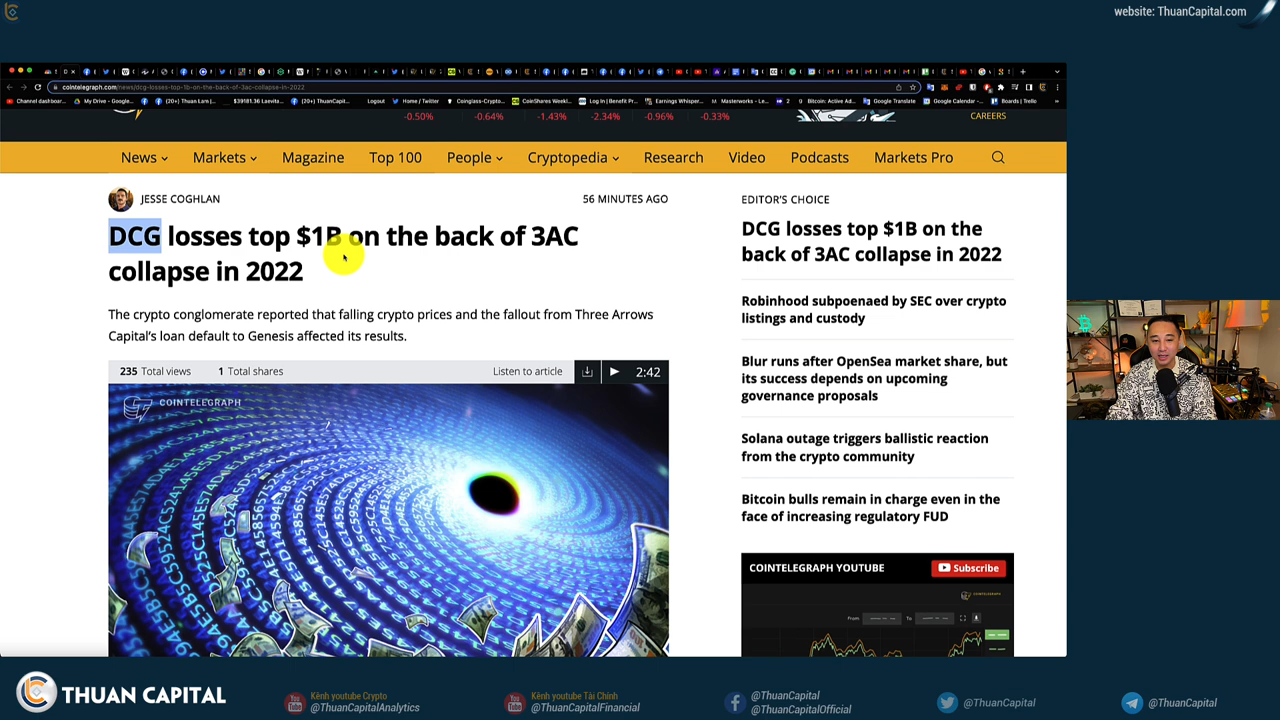 website: ThuanCapital.com
cointelegraph.com/news/dcg-losses-top-1b-on-the-back-of-3ac-collapse-in-2022
Channel dashboard... My Drive – Google... (20+) Thuan Lam |... $39181.36 Laevita... (20+) ThuanCapit... Logout Home / Twitter Coinglass-Crypto... CoinShares Weekl... Log In | Benefit Pr... Earnings Whisper... Masterworks – Le... 2 Bitcoin: Active Ad... Google Translate Google Calendar -... Boards | Trello
-0.50% -0.64% -1.43% -2.34% -0.96% -0.33% CAREERS
News Markets Magazine Top 100 People Cryptopedia Research Video Podcasts Markets Pro
JESSE COGHLAN 56 MINUTES AGO
DCG losses top $1B on the back of 3AC
collapse in 2022
The crypto conglomerate reported that falling crypto prices and the fallout from Three Arrows
Capital's loan default to Genesis affected its results.
235 Total views 1 Total shares Listen to article 2:42
COINTELEGRAPH
EDITOR'S CHOICE
DCG losses top $1B on the
back of 3AC collapse in 2022
Robinhood subpoenaed by SEC over crypto
listings and custody
Blur runs after OpenSea market share, but
its success depends on upcoming
governance proposals
Solana outage triggers ballistic reaction
from the crypto community
Bitcoin bulls remain in charge even in the
face of increasing regulatory FUD
COINTELEGRAPH YOUTUBE Subscribe
From To
THUAN CAPITAL
Kênh youtube Crypto
@ThuanCapitalAnalytics
Kênh youtube Tài Chính
@ThuanCapitalFinancial
@ThuanCapital
@ThuanCapitalOfficial
@ThuanCapital
@ThuanCapital